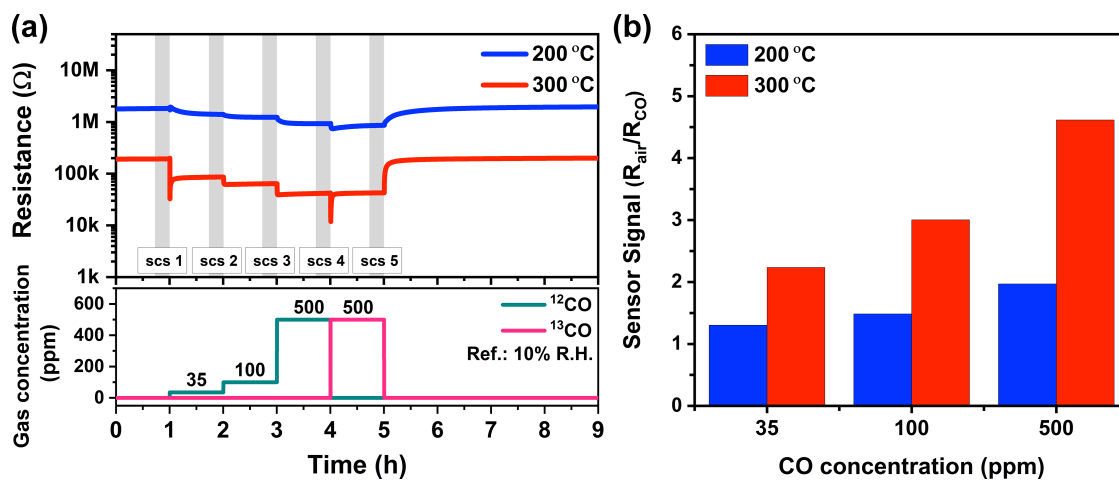 (a)
200 °C
300 °C
10M
1M
100k
10k
1k
Resistance (Ω)
scs 1 scs 2 scs 3 scs 4 scs 5
¹²CO
¹³CO
Ref.: 10% R.H.
35 100 500 500
600
400
200
0
Gas concentration
(ppm)
0 1 2 3 4 5 6 7 8 9
Time (h)
(b)
200 °C
300 °C
6
5
4
3
2
1
0
Sensor Signal (R_air/R_CO)
35 100 500
CO concentration (ppm)